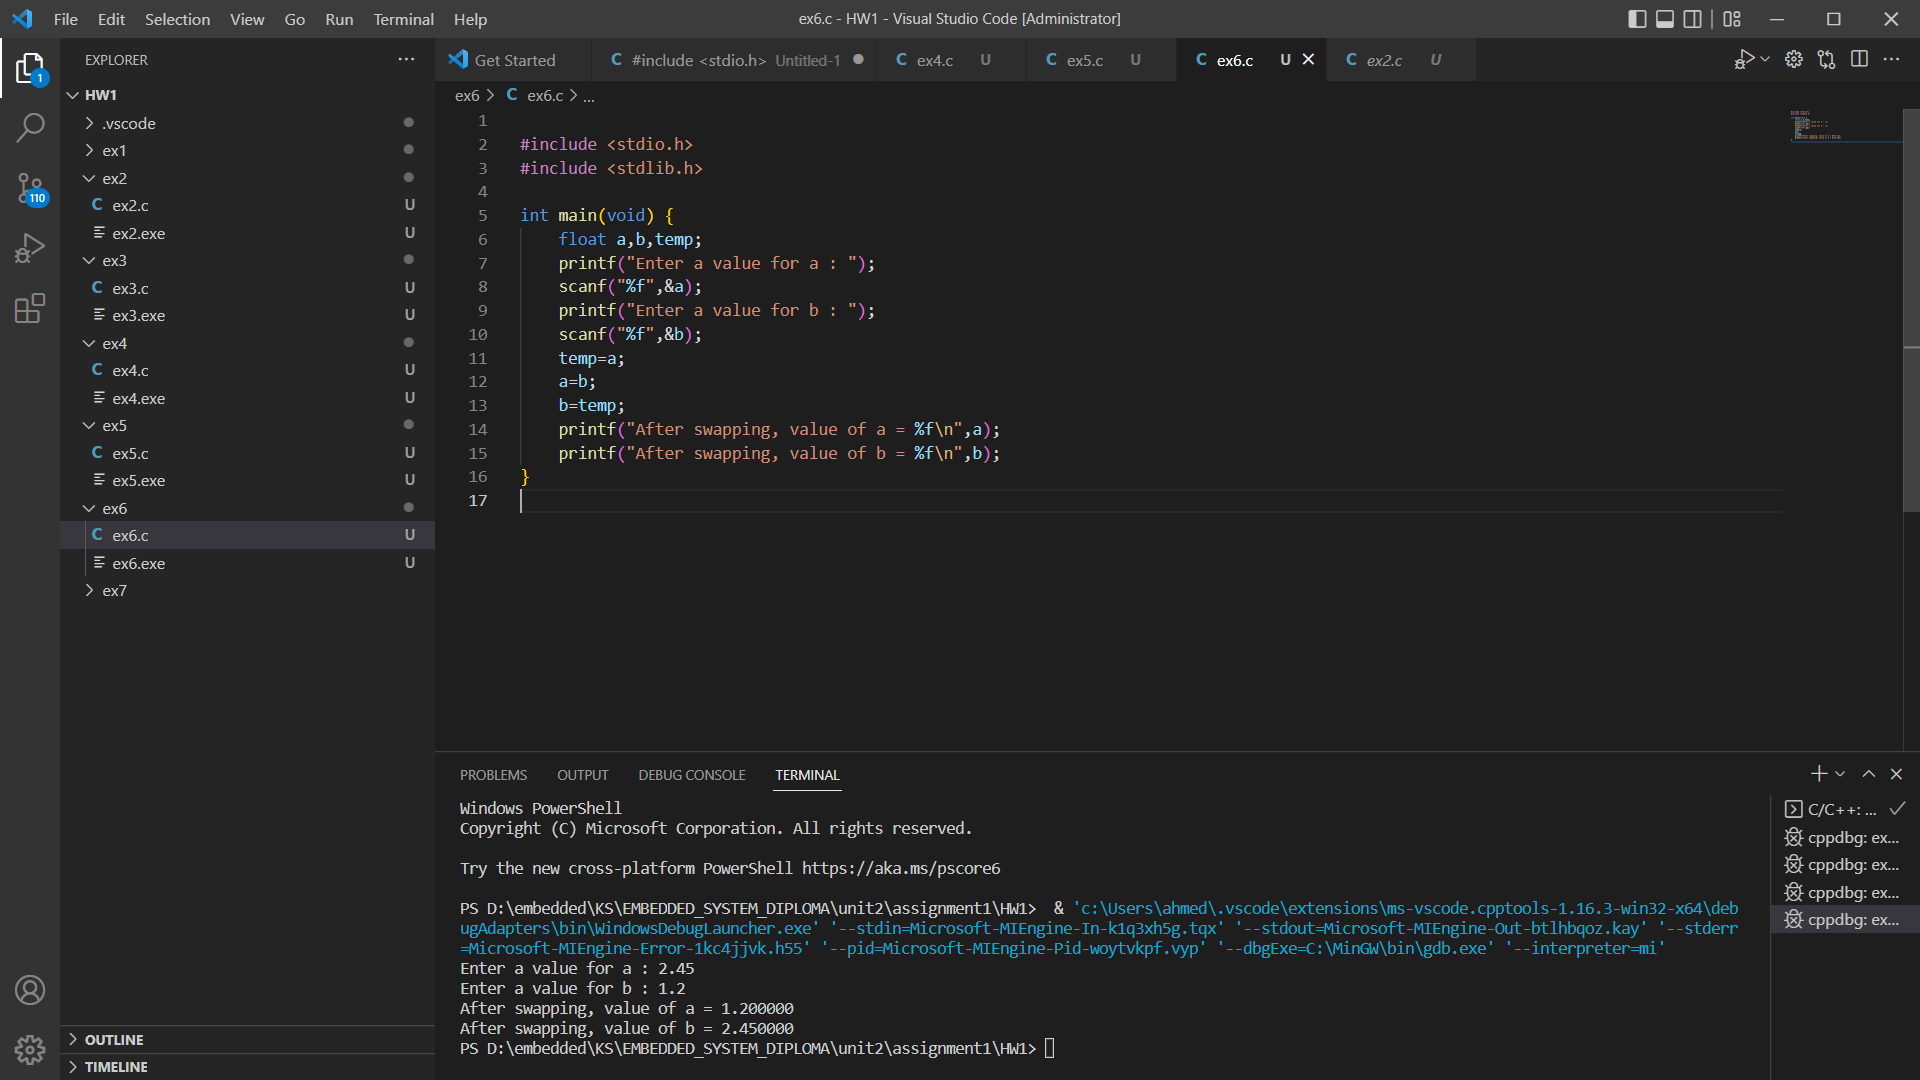 File Edit Selection View Go Run Terminal Help
ex6.c - HW1 - Visual Studio Code [Administrator]
EXPLORER
HW1
.vscode
ex1
ex2
ex2.c U
ex2.exe U
ex3
ex3.c U
ex3.exe U
ex4
ex4.c U
ex4.exe U
ex5
ex5.c U
ex5.exe U
ex6
ex6.c U
ex6.exe U
ex7
OUTLINE
TIMELINE
1
110
Get Started
#include <stdio.h> Untitled-1
ex4.c U
ex5.c U
ex6.c U
ex2.c U
ex6 > C ex6.c > ...
1
2 #include <stdio.h>
3 #include <stdlib.h>
4
5 int main(void) {
6 float a,b,temp;
7 printf("Enter a value for a : ");
8 scanf("%f",&a);
9 printf("Enter a value for b : ");
10 scanf("%f",&b);
11 temp=a;
12 a=b;
13 b=temp;
14 printf("After swapping, value of a = %f\n",a);
15 printf("After swapping, value of b = %f\n",b);
16 }
17
PROBLEMS OUTPUT DEBUG CONSOLE TERMINAL
Windows PowerShell
Copyright (C) Microsoft Corporation. All rights reserved.
Try the new cross-platform PowerShell https://aka.ms/pscore6
PS D:\embedded\KS\EMBEDDED_SYSTEM_DIPLOMA\unit2\assignment1\HW1>  & 'c:\Users\ahmed\.vscode\extensions\ms-vscode.cpptools-1.16.3-win32-x64\deb
ugAdapters\bin\WindowsDebugLauncher.exe' '--stdin=Microsoft-MIEngine-In-k1q3xh5g.tqx' '--stdout=Microsoft-MIEngine-Out-btlhbqoz.kay' '--stderr
=Microsoft-MIEngine-Error-1kc4jjvk.h55' '--pid=Microsoft-MIEngine-Pid-woytvkpf.vyp' '--dbgExe=C:\MinGW\bin\gdb.exe' '--interpreter=mi'
Enter a value for a : 2.45
Enter a value for b : 1.2
After swapping, value of a = 1.200000
After swapping, value of b = 2.450000
PS D:\embedded\KS\EMBEDDED_SYSTEM_DIPLOMA\unit2\assignment1\HW1>
C/C++: ...
cppdbg: ex...
cppdbg: ex...
cppdbg: ex...
cppdbg: ex...